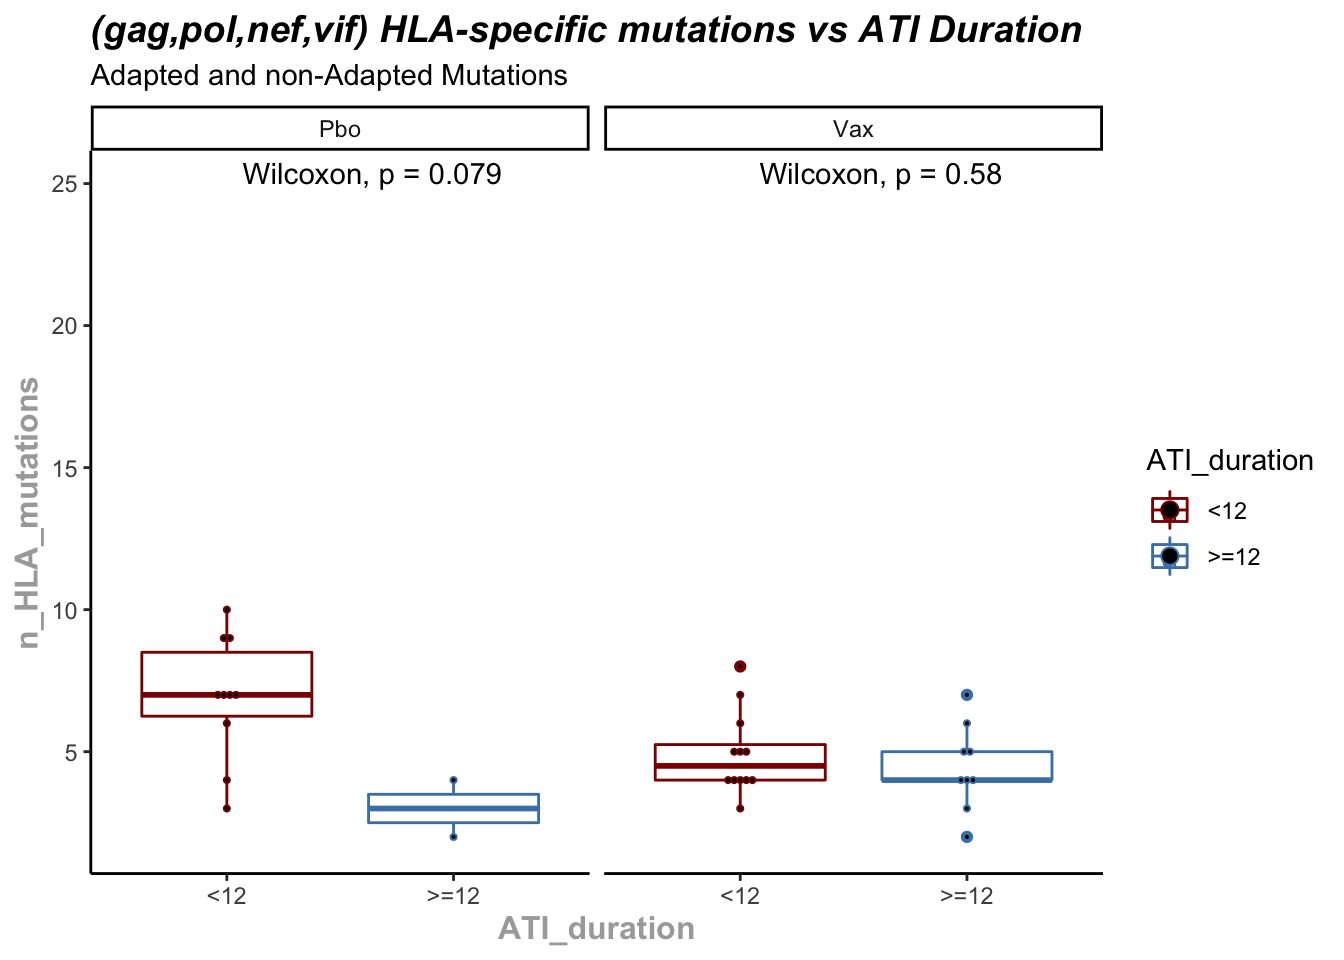 (gag,pol,nef,vif) HLA-specific mutations vs ATI Duration
Adapted and non-Adapted Mutations
Pbo
Vax
Wilcoxon, p = 0.079
Wilcoxon, p = 0.58
n_HLA_mutations
25
20
15
10
5
<12
>=12
<12
>=12
ATI_duration
ATI_duration
<12
>=12